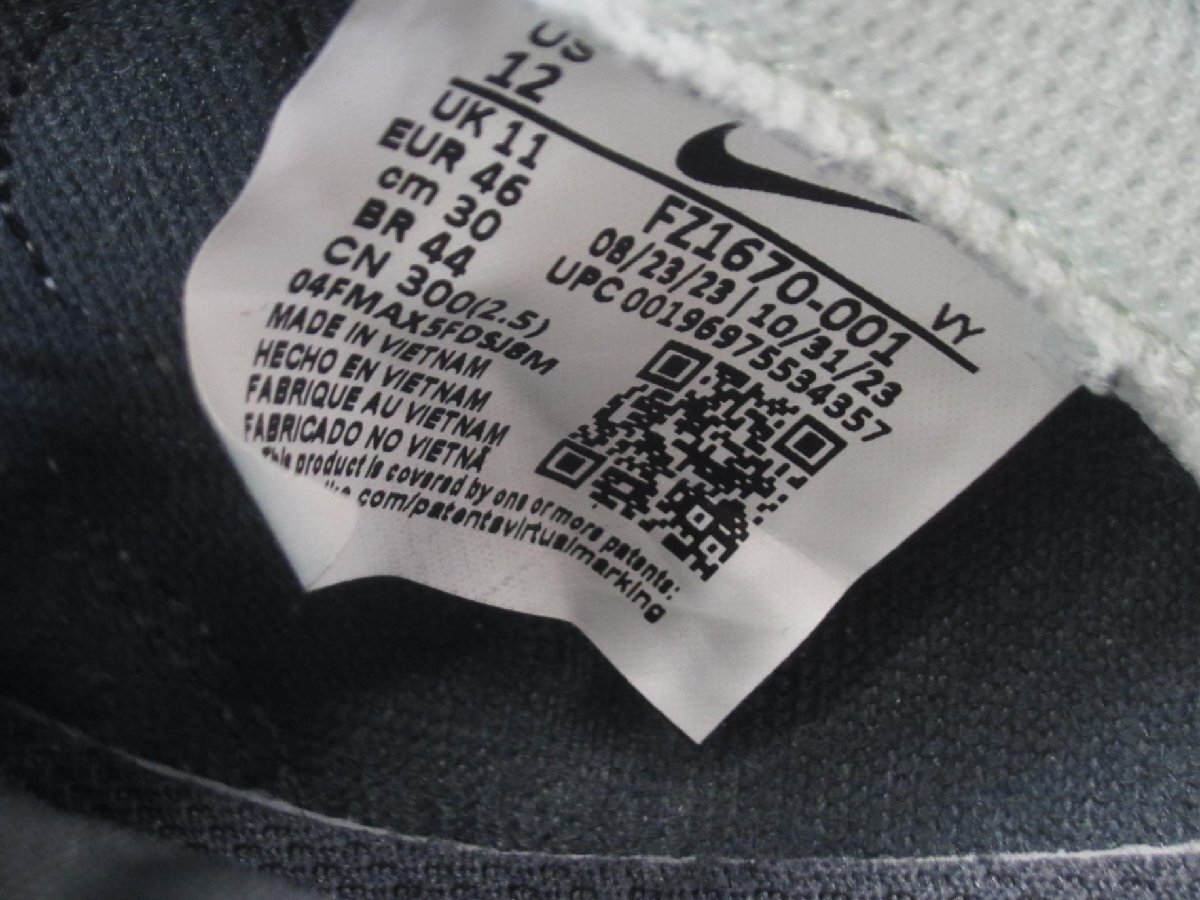 US
12
UK 11
EUR 46
cm 30
BR 44
CN 300(2.5)
04FMAX5FDSJ8M
MADE IN VIETNAM
HECHO EN VIETNAM
FABRIQUE AU VIETNAM
FABRICADO NO VIETNÃ
This product is covered by one or more patents:
.com/patentsvirtualmarking
VY
FZ1670-001
08/23/23 | 10/31/23
UPC 00196975534357